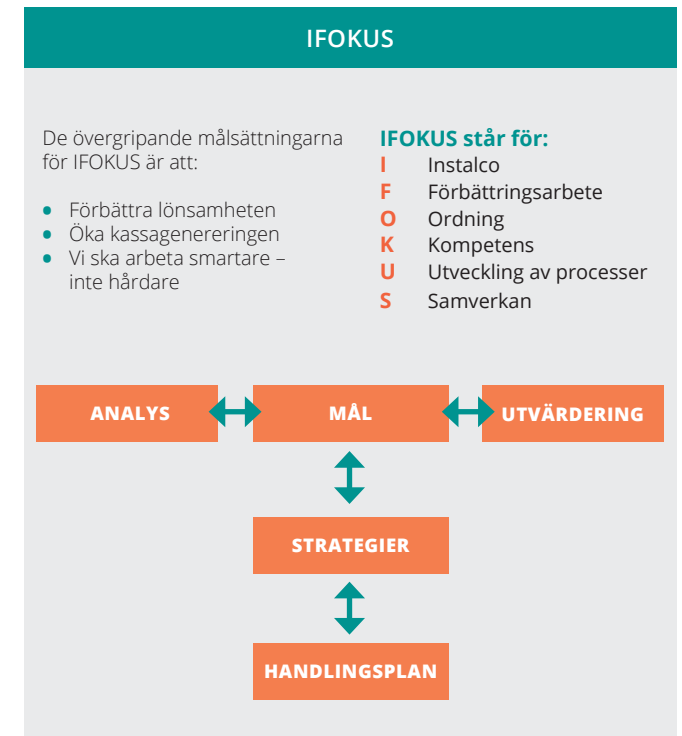 IFOKUS
De övergripande målsättningarna
för IFOKUS är att:
• Förbättra lönsamheten
• Öka kassagenereringen
• Vi ska arbeta smartare –
inte hårdare
IFOKUS står för:
I Instalco
F Förbättringsarbete
O Ordning
K Kompetens
U Utveckling av processer
S Samverkan
ANALYS
MÅL
UTVÄRDERING
STRATEGIER
HANDLINGSPLAN